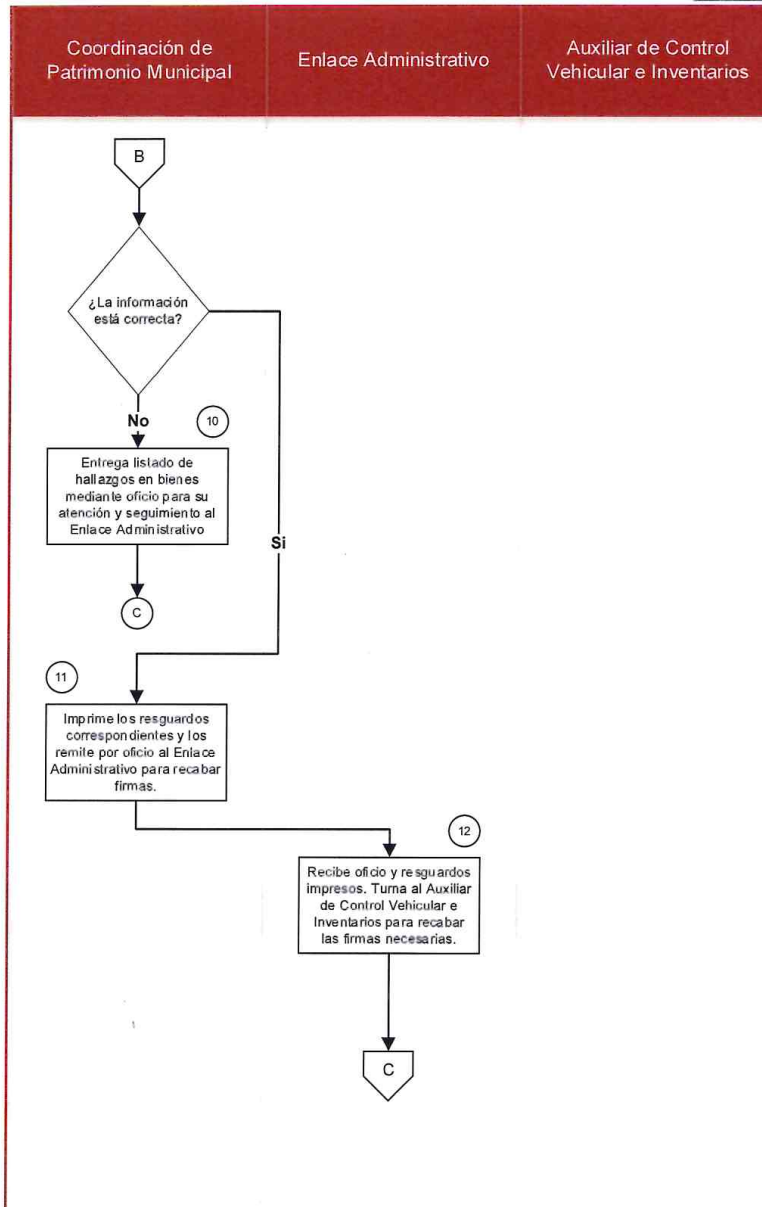 Coordinación de
Patrimonio Municipal
Enlace Administrativo
Auxiliar de Control
Vehicular e Inventarios
B
¿La información
está correcta?
No
10
Entrega listado de
hallazgos en bienes
mediante oficio para su
atención y seguimiento al
Enlace Administrativo
Si
C
11
Imprime los resguardos
correspondientes y los
remite por oficio al Enlace
Administrativo para recabar
firmas.
12
Recibe oficio y resguardos
impresos. Turna al Auxiliar
de Control Vehicular e
Inventarios para recabar
las firmas necesarias.
C